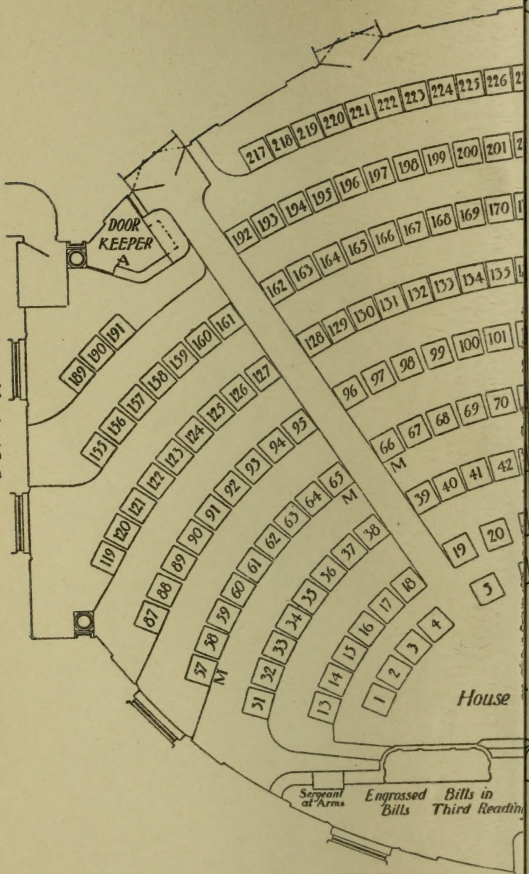 217 218 219 220 221 222 223 224 225 226
192 193 194 195 196 197 198 199 200 201
DOOR
KEEPER
A
162 163 164 165 166 167 168 169 170
128 129 130 131 132 133 134 135
96 97 98 99 100 101
66 67 68 69 70
M
39 40 41 42
19 20
5
189 190 191
155 156 157 158 159 160 161
119 120 121 122 123 124 125 126 127
87 88 89 90 91 92 93 94 95
57 58 59 60 61 62 63 64 65
M
M
31 32 33 34 35 36 37 38
13 14 15 16 17 18
1 2 3 4
House
Sergeant
at Arms
Engrossed
Bills
Bills in
Third Reading